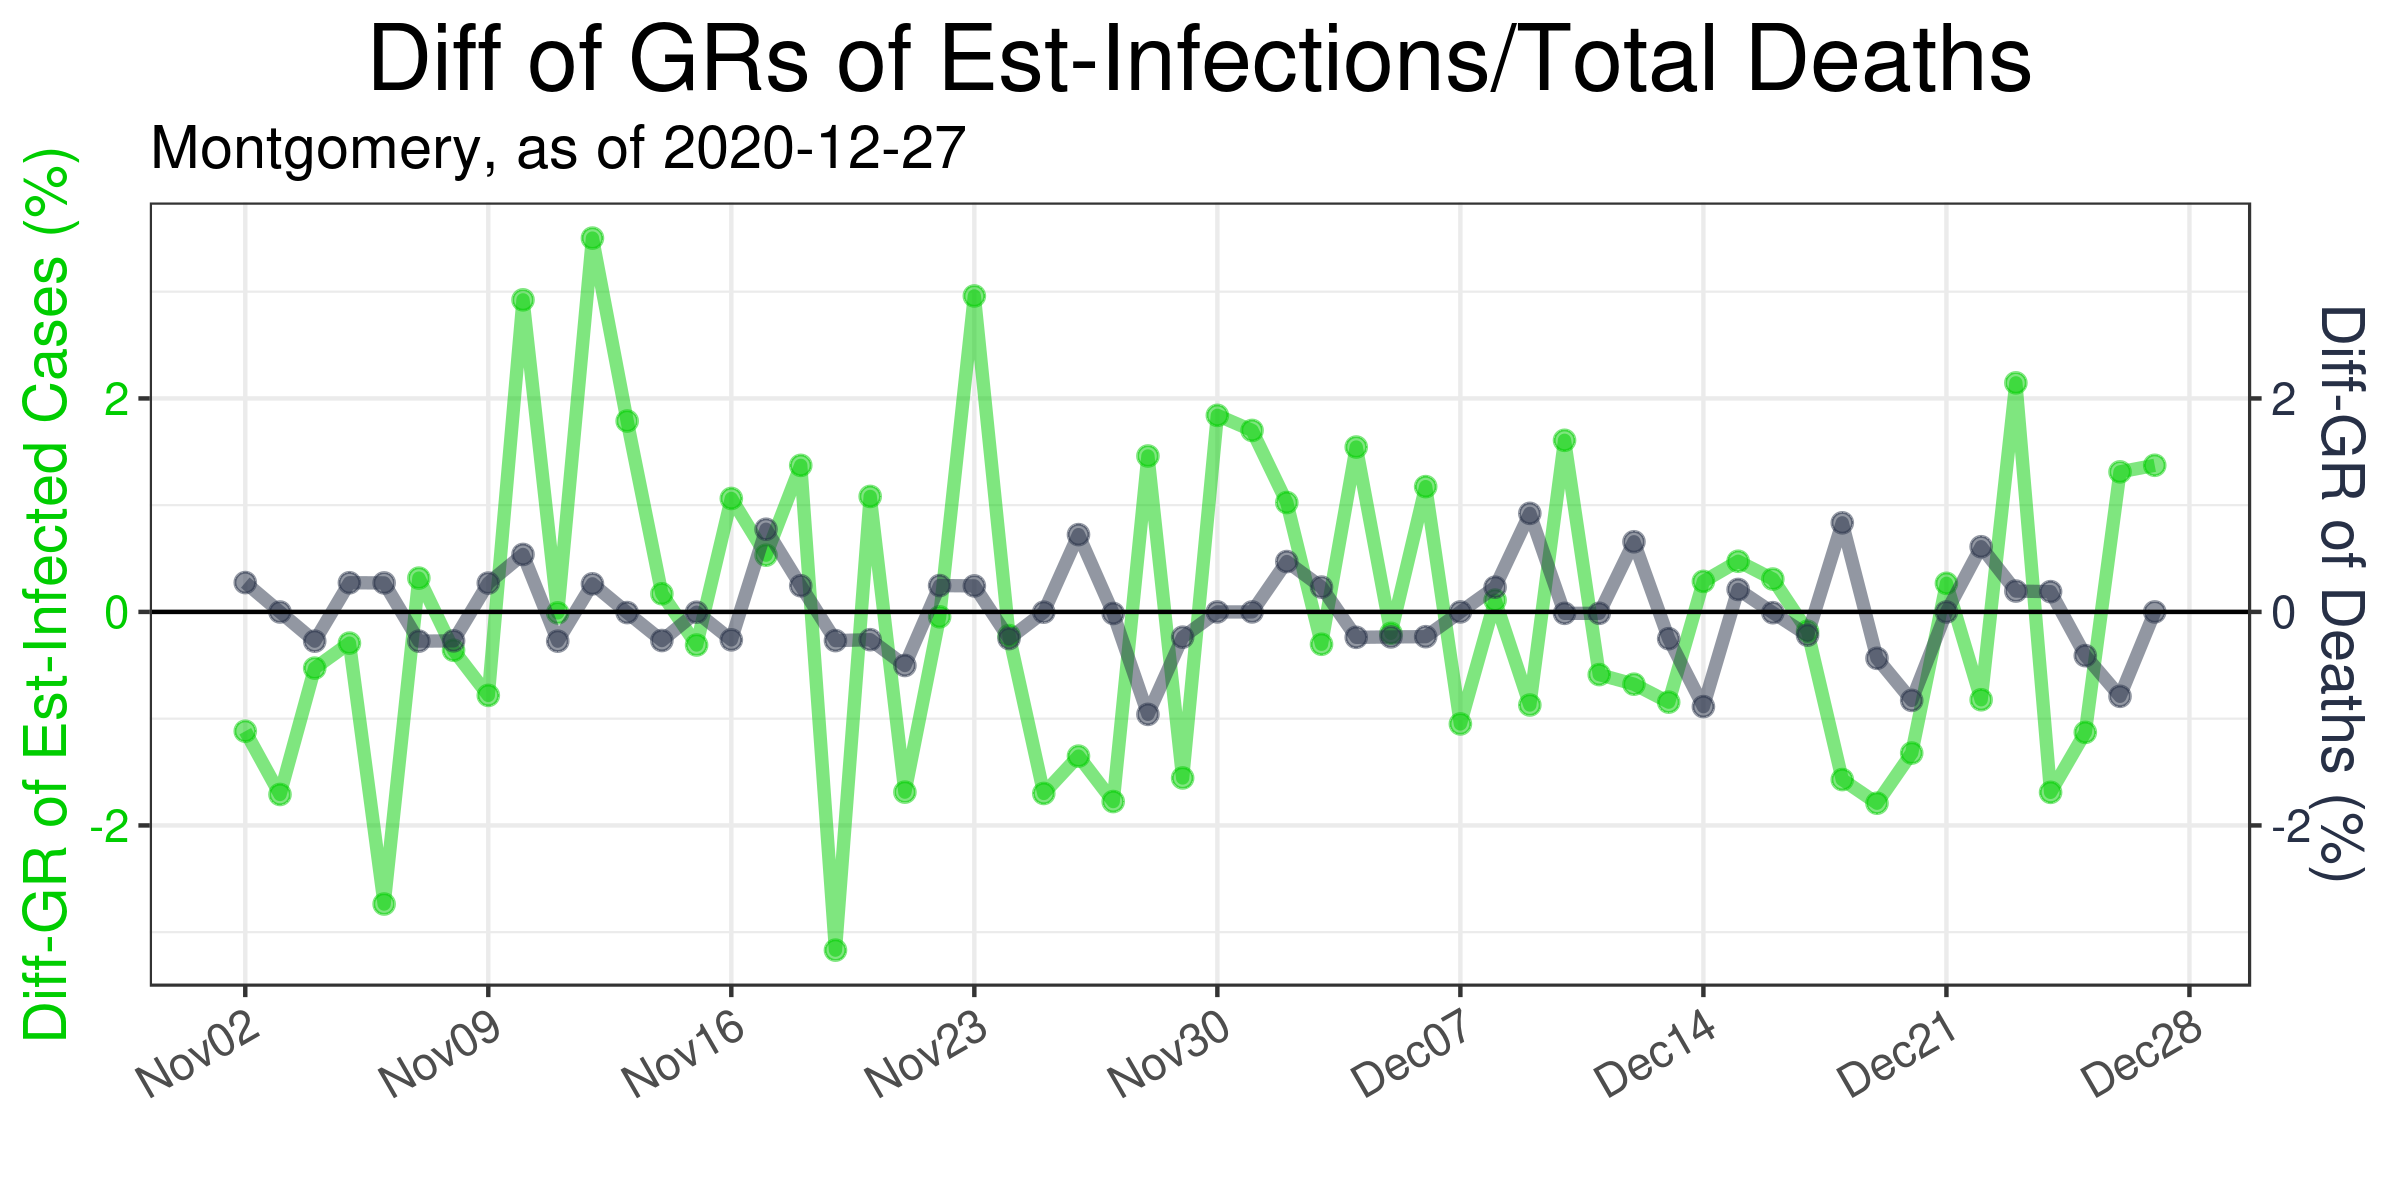 Diff of GRs of Est-Infections/Total Deaths
Montgomery, as of 2020-12-27
Diff-GR of Est-Infected Cases (%)
2
0
-2
2
0
-2
Diff-GR of Deaths (%)
Nov02
Nov09
Nov16
Nov23
Nov30
Dec07
Dec14
Dec21
Dec28